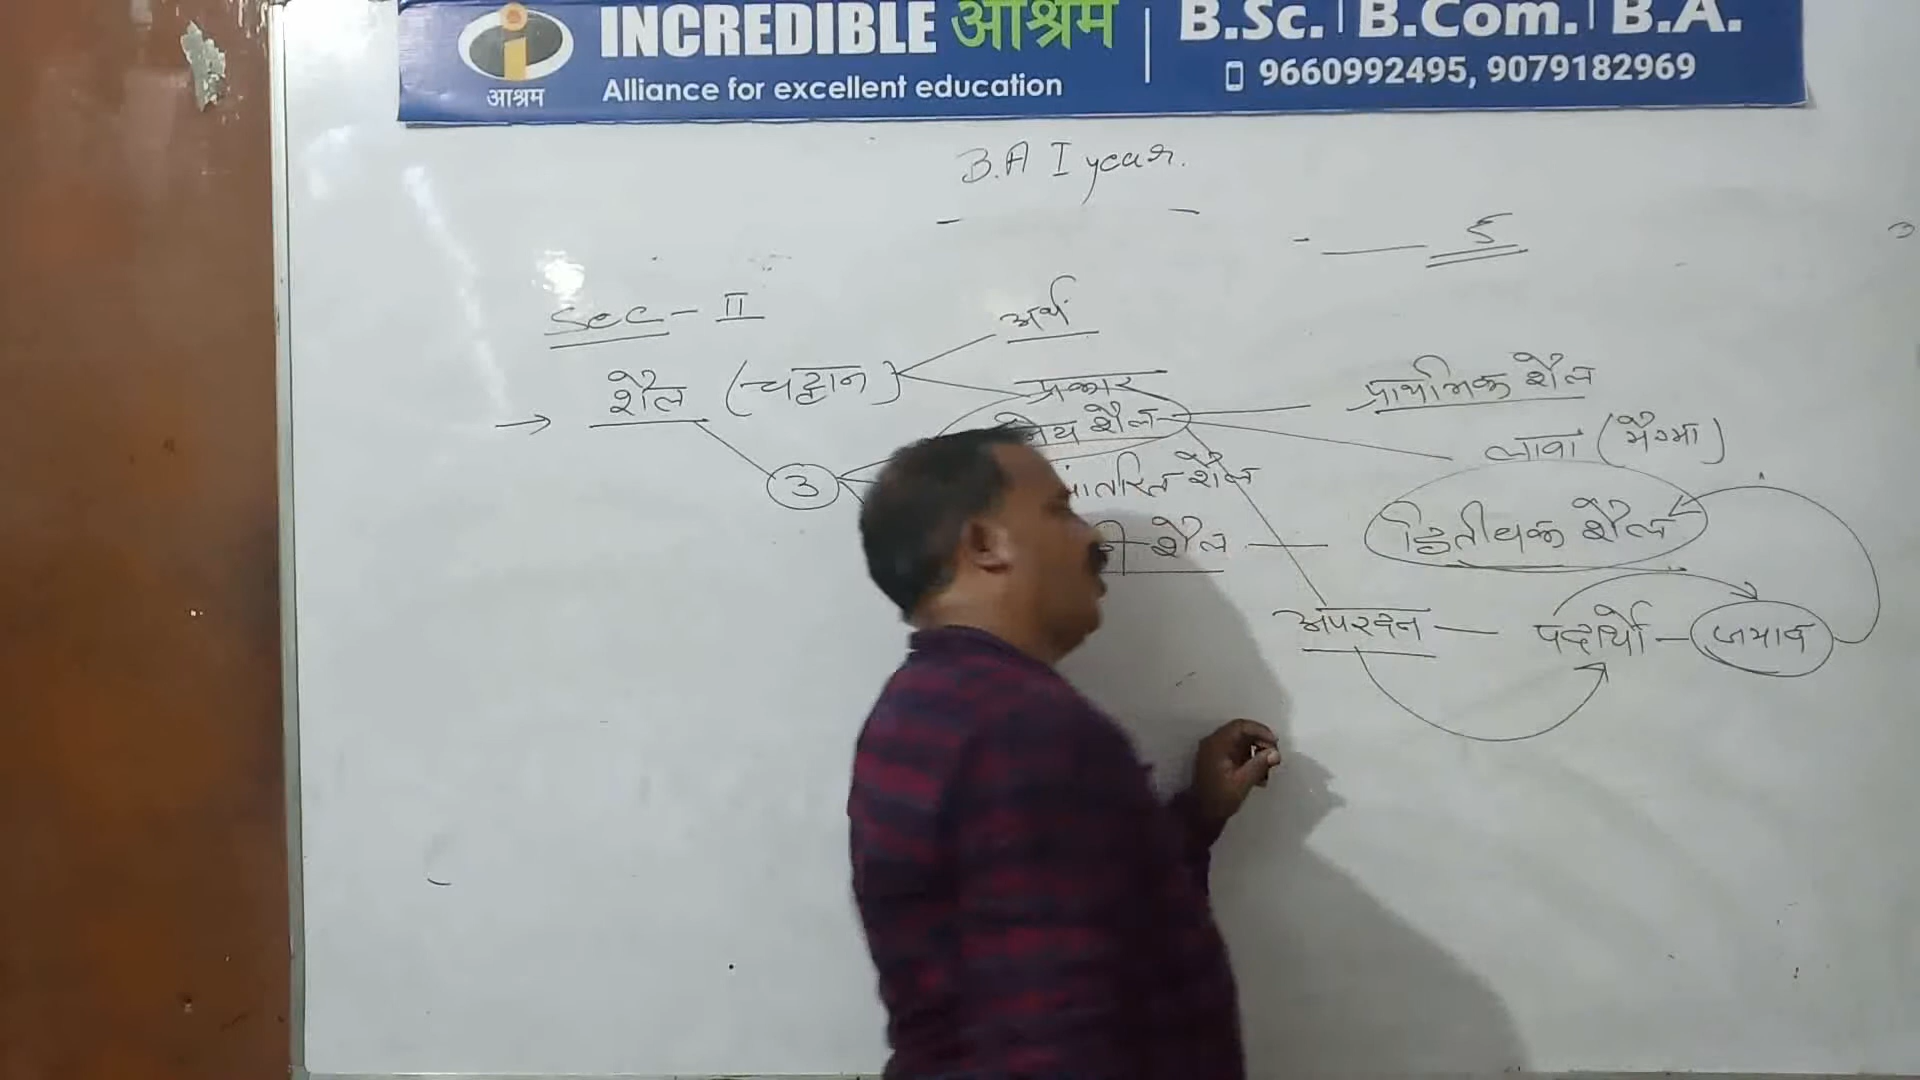 INCREDIBLE आश्रम
Alliance for excellent education
आश्रम
B.Sc. | B.Com. | B.A.
9660992495, 9079182969
B.A I year.
5
Sec - II
अर्थ
शैल (चट्टान)
प्रकार
प्राथमिक शैल
नेय शैल
लावा (मैग्मा)
3
ांतरित शैल
द्वितीयक शैल
ी शैल
अपरदन - पदार्थो - जमाव